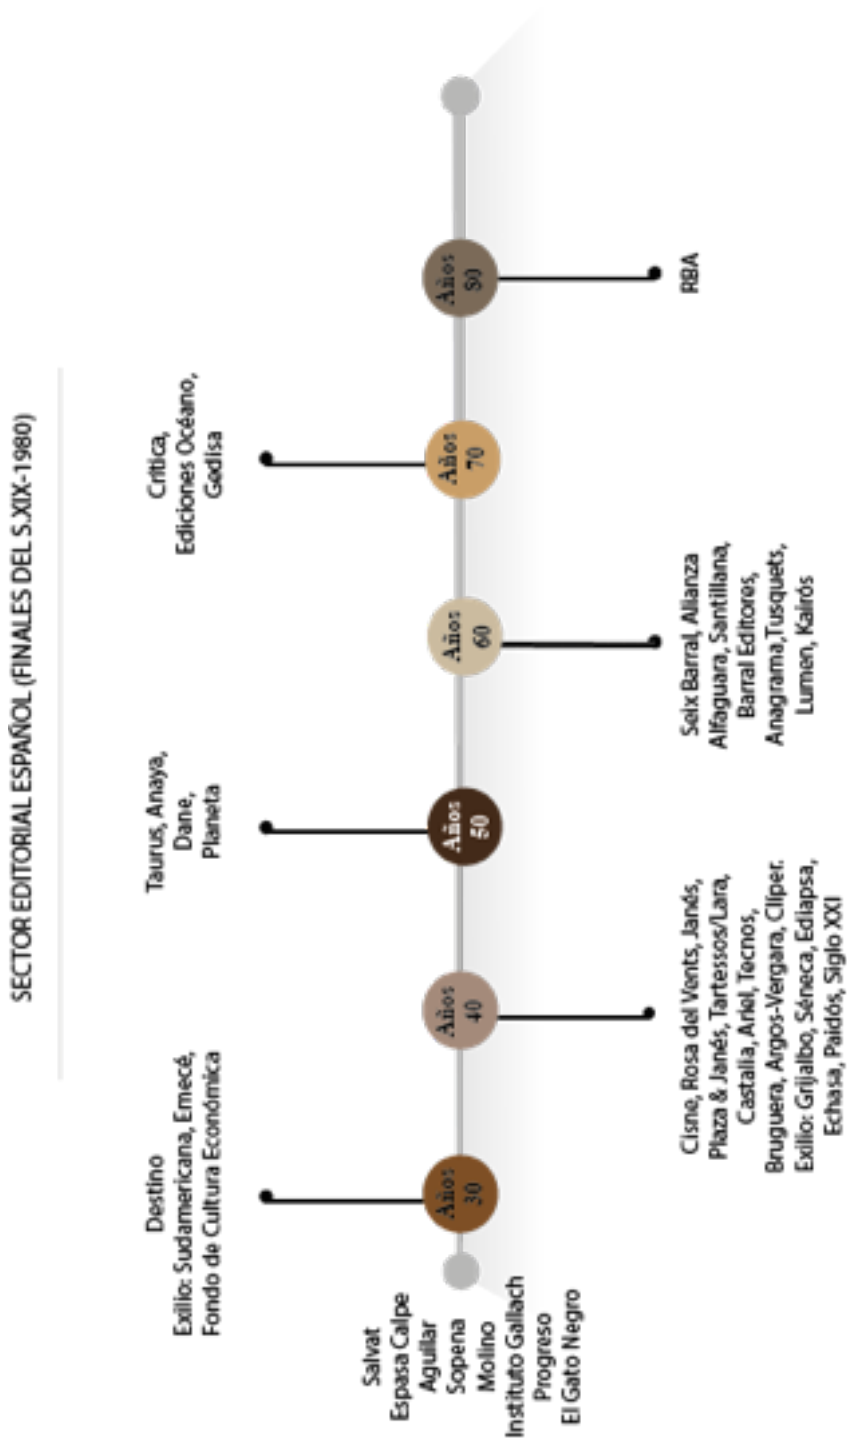 SECTOR EDITORIAL ESPAÑOL (FINALES DEL S.XIX-1980)
Salvat
Espasa Calpe
Aguilar
Sopena
Molino
Instituto Gallach
Progreso
El Gato Negro
Destino
Exilio: Sudamericana, Emecé,
Fondo de Cultura Económica
Años
30
Años
40
Cisne, Rosa del Vents, Janés,
Plaza & Janés, Tartessos/Lara,
Castalia, Ariel, Tecnos,
Bruguera, Argos-Vergara, Clíper.
Exilio: Grijalbo, Séneca, Ediapsa,
Echasa, Paidós, Siglo XXI
Taurus, Anaya,
Dane,
Planeta
Años
50
Años
60
Seix Barral, Alianza
Alfaguara, Santillana,
Barral Editores,
Anagrama,Tusquets,
Lumen, Kairós
Crítica,
Ediciones Océano,
Gedisa
Años
70
Años
80
RBA